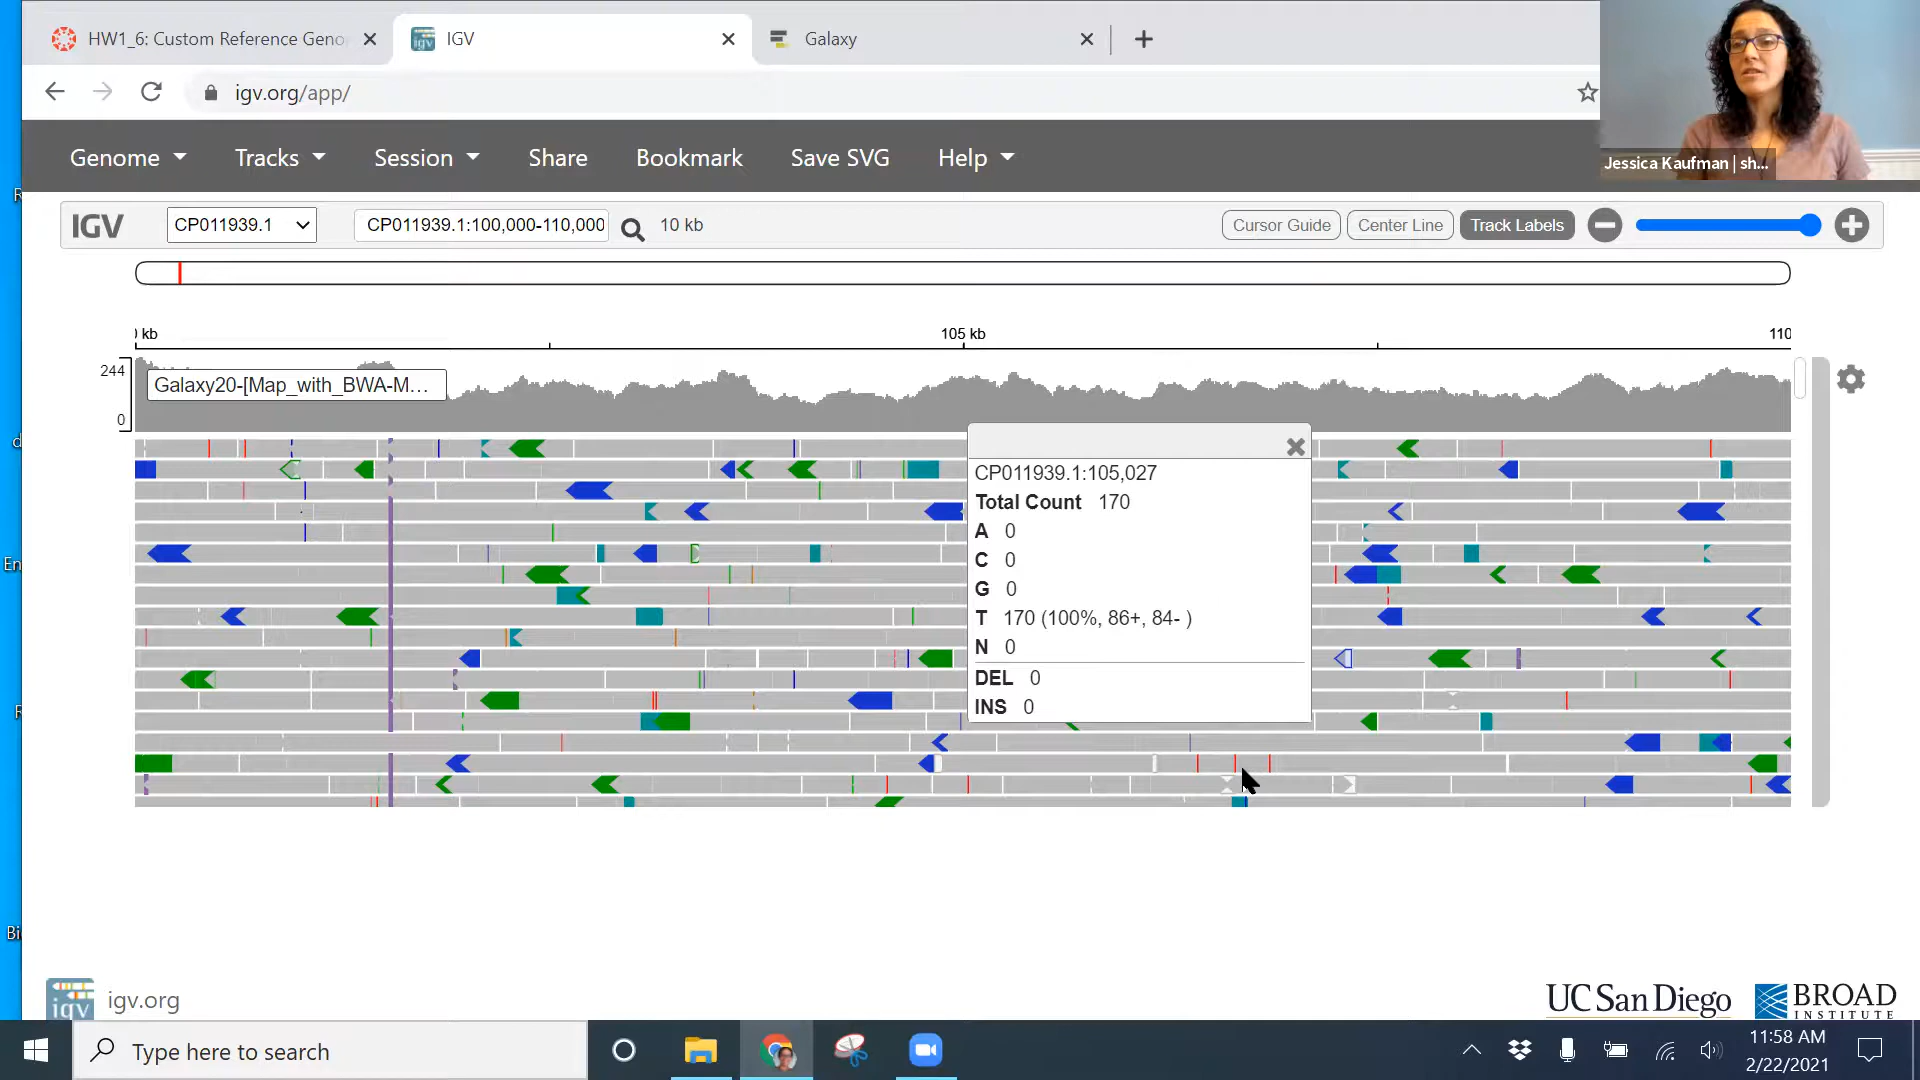 HW1_6: Custom Reference Geno
IGV
Galaxy
igv.org/app/
Jessica Kaufman | sh...
Genome
Tracks
Session
Share
Bookmark
Save SVG
Help
IGV
CP011939.1
CP011939.1:100,000-110,000
10 kb
Cursor Guide
Center Line
Track Labels
kb
105 kb
110
244
0
Galaxy20-[Map_with_BWA-M...
CP011939.1:105,027
Total Count 170
A 0
C 0
G 0
T 170 (100%, 86+, 84- )
N 0
DEL 0
INS 0
igv
igv.org
UC San Diego
BROAD
INSTITUTE
Type here to search
11:58 AM
2/22/2021